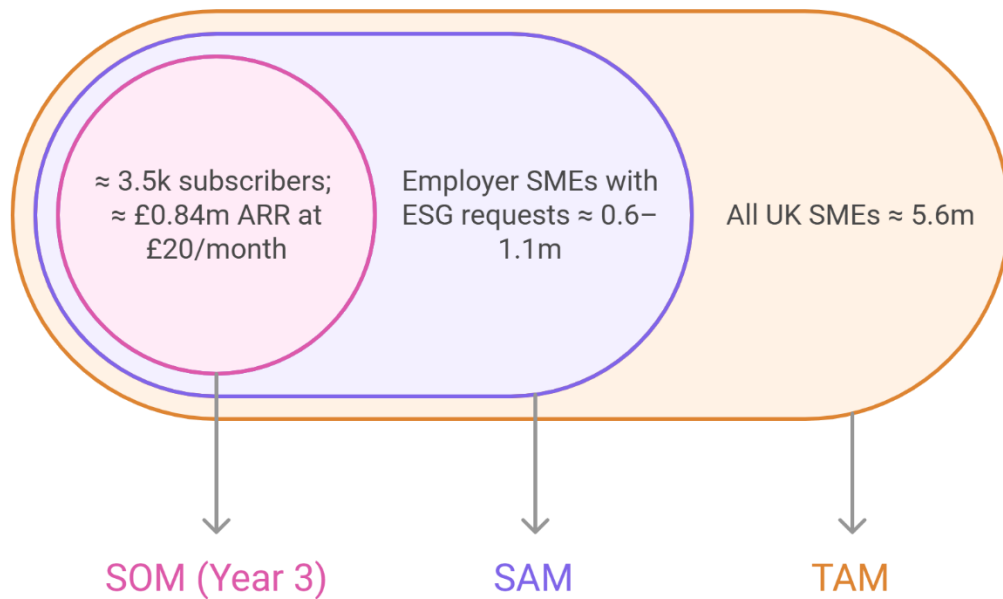 ≈ 3.5k subscribers;
≈ £0.84m ARR at
£20/month
Employer SMEs with
ESG requests ≈ 0.6–
1.1m
All UK SMEs ≈ 5.6m
SOM (Year 3)
SAM
TAM